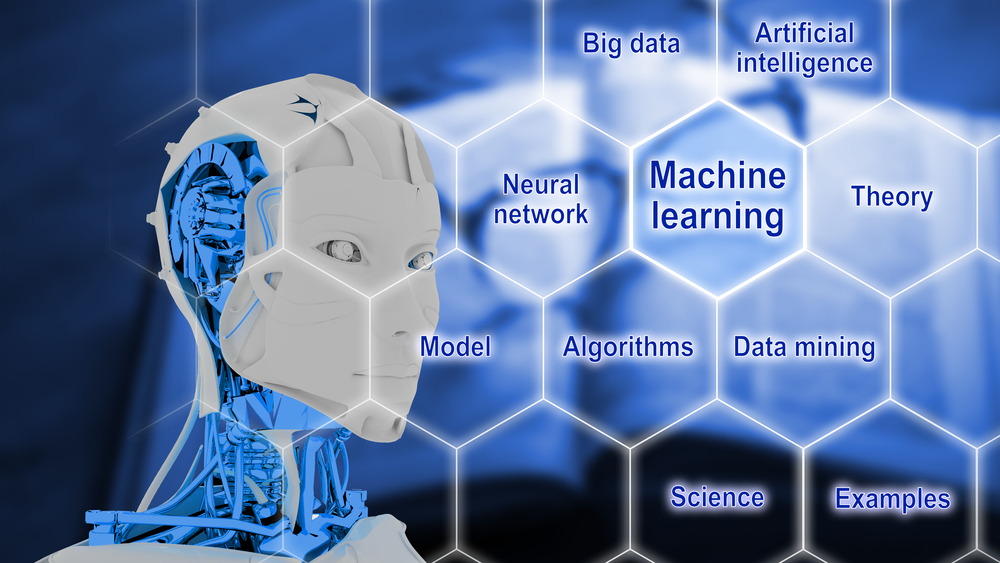 Big data
Artificial
intelligence
Neural
network
Machine
learning
Theory
Model
Algorithms
Data mining
Science
Examples